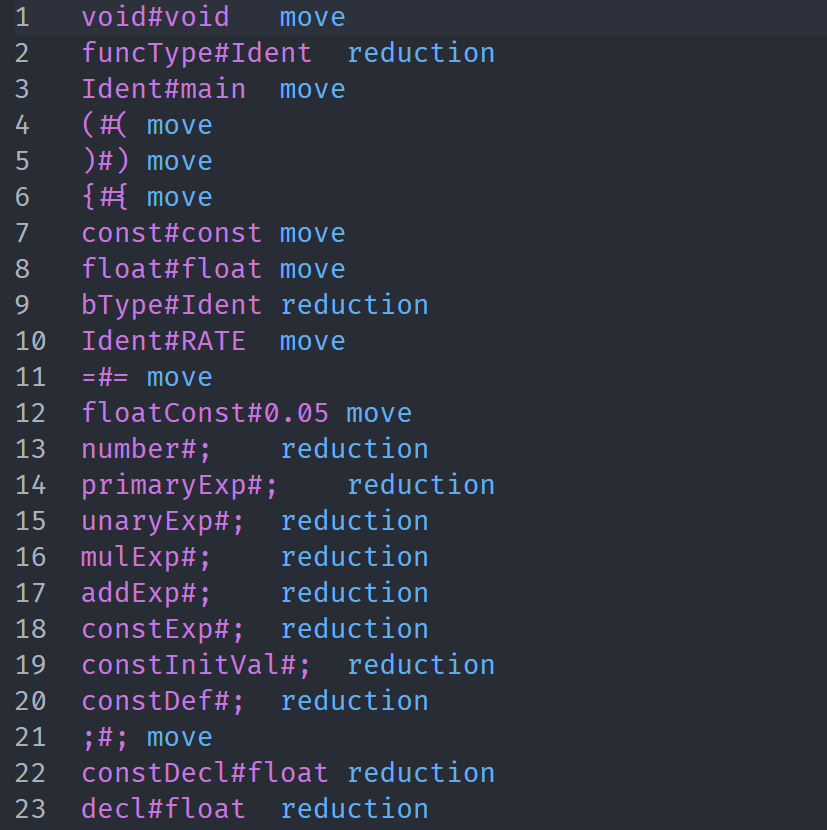 1 void#void move
2 funcType#Ident reduction
3 Ident#main move
4 (#( move
5 )#) move
6 {#{ move
7 const#const move
8 float#float move
9 bType#Ident reduction
10 Ident#RATE move
11 =#= move
12 floatConst#0.05 move
13 number#; reduction
14 primaryExp#; reduction
15 unaryExp#; reduction
16 mulExp#; reduction
17 addExp#; reduction
18 constExp#; reduction
19 constInitVal#; reduction
20 constDef#; reduction
21 ;#; move
22 constDecl#float reduction
23 decl#float reduction